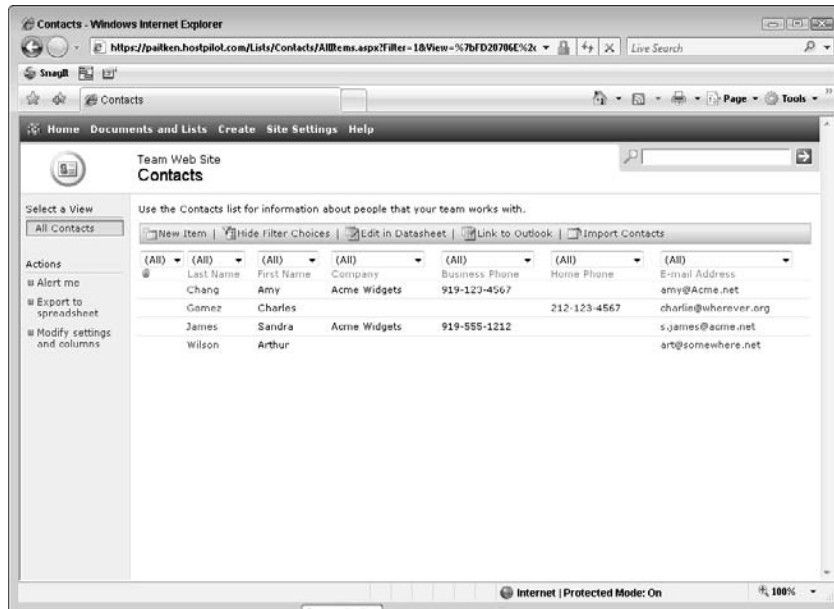 Contacts - Windows Internet Explorer
https://paitken.hostpilot.com/Lists/Contacts/AllItems.aspx?Filter=1&View=%7bFD20706E%2c
Live Search
SnagIt
Contacts
Page
Tools
Home Documents and Lists Create Site Settings Help
Team Web Site
Contacts
Select a View
All Contacts
Actions
Alert me
Export to spreadsheet
Modify settings and columns
Use the Contacts list for information about people that your team works with.
New Item | Hide Filter Choices | Edit in Datasheet | Link to Outlook | Import Contacts
(All) (All) (All) (All) (All) (All) (All)
Last Name First Name Company Business Phone Home Phone E-mail Address
Chang Amy Acme Widgets 919-123-4567 amy@Acme.net
Gomez Charles 212-123-4567 charlie@wherever.org
James Sandra Acme Widgets 919-555-1212 s.james@acme.net
Wilson Arthur art@somewhere.net
Internet | Protected Mode: On
100%